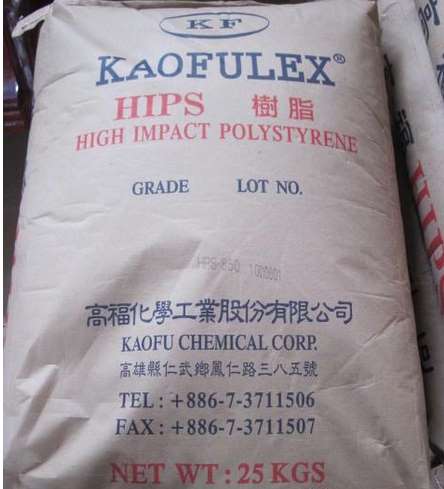 KF
KAOFULEX®
HIPS 樹脂
HIGH IMPACT POLYSTYRENE
GRADE LOT NO.
1000001
高福化學工業股份有限公司
KAOFU CHEMICAL CORP.
高雄縣仁武鄉鳳仁路三八五號
TEL : +886-7-3711506
FAX : +886-7-3711507
NET WT : 25 KGS
HIPS